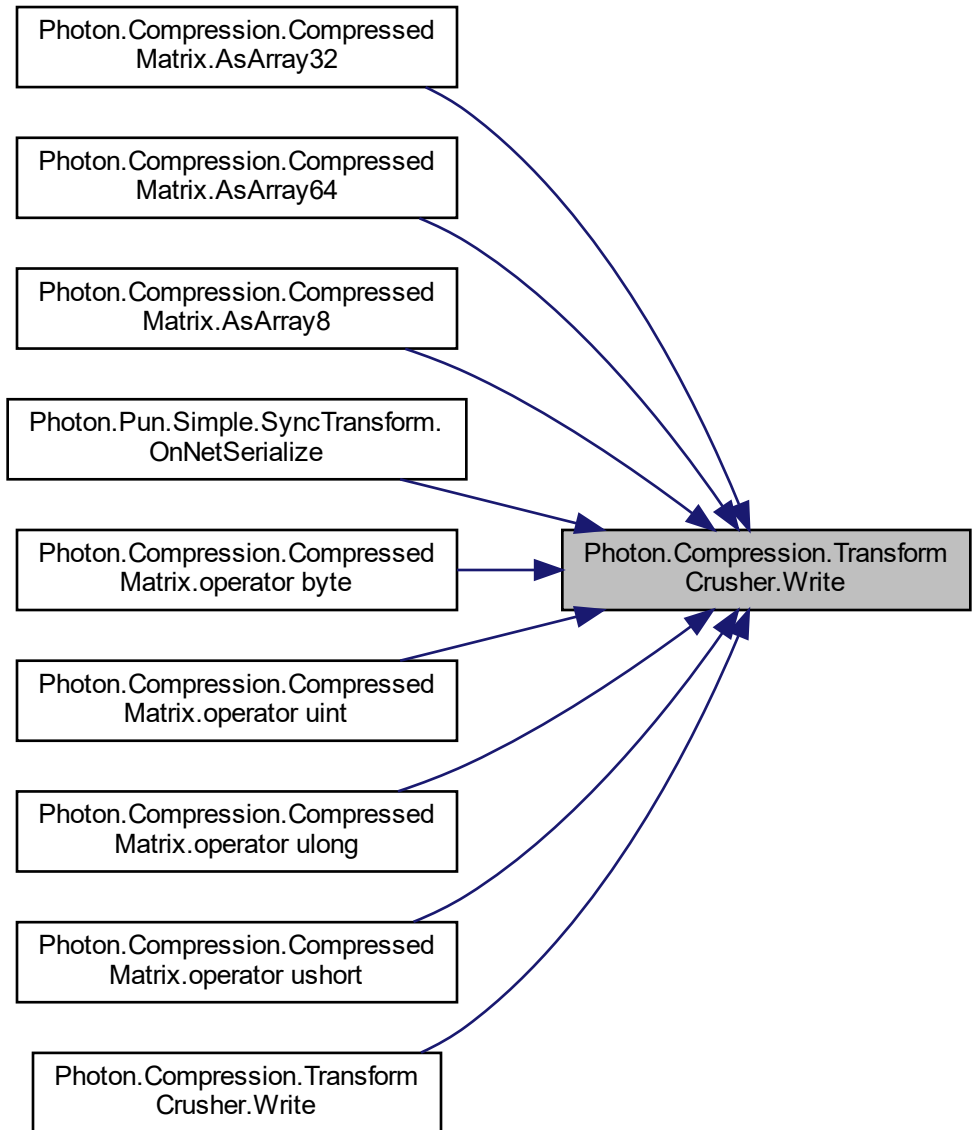 Photon.Compression.Compressed
Matrix.AsArray32
Photon.Compression.Compressed
Matrix.AsArray64
Photon.Compression.Compressed
Matrix.AsArray8
Photon.Pun.Simple.SyncTransform.
OnNetSerialize
Photon.Compression.Compressed
Matrix.operator byte
Photon.Compression.Transform
Crusher.Write
Photon.Compression.Compressed
Matrix.operator uint
Photon.Compression.Compressed
Matrix.operator ulong
Photon.Compression.Compressed
Matrix.operator ushort
Photon.Compression.Transform
Crusher.Write